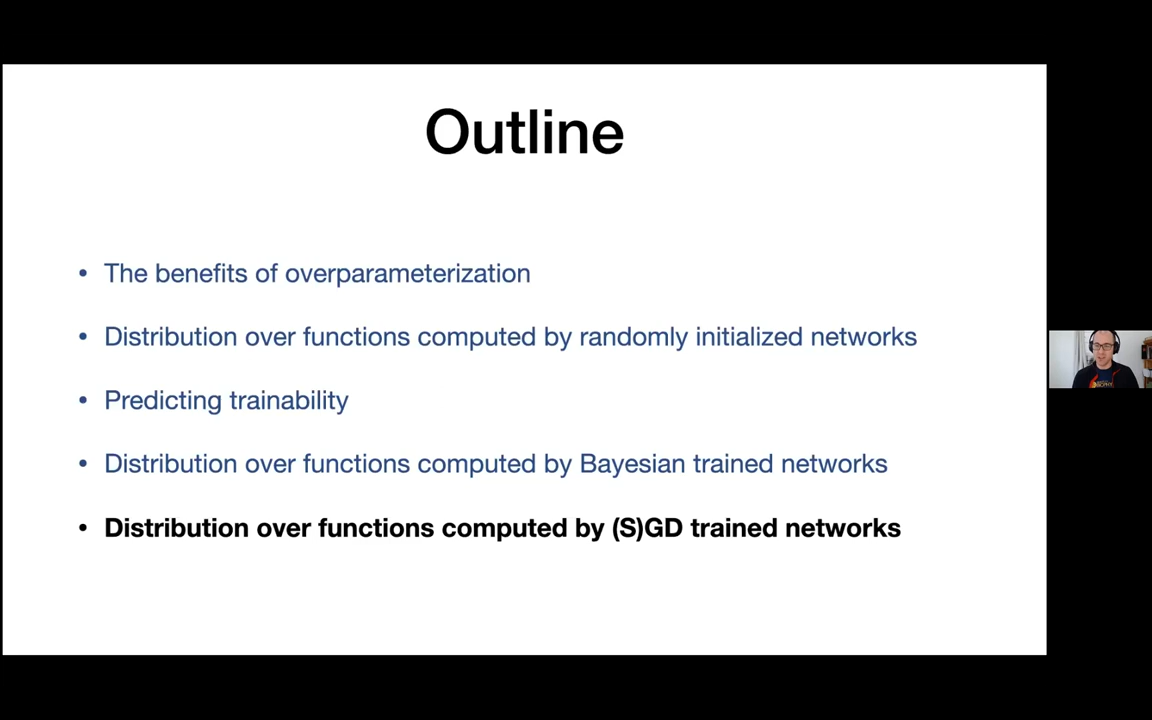 Outline
• The benefits of overparameterization
• Distribution over functions computed by randomly initialized networks
• Predicting trainability
• Distribution over functions computed by Bayesian trained networks
• Distribution over functions computed by (S)GD trained networks